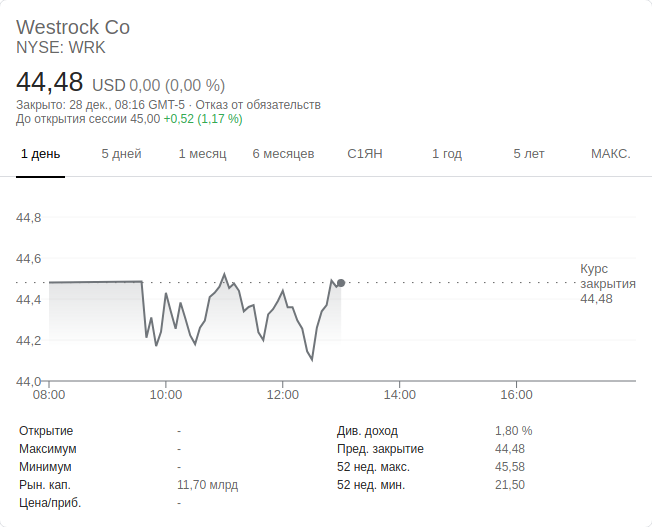 Westrock Co
NYSE: WRK
44,48 USD 0,00 (0,00 %)
Закрыто: 28 дек., 08:16 GMT-5 · Отказ от обязательств
До открытия сессии 45,00 +0,52 (1,17 %)
1 день 5 дней 1 месяц 6 месяцев С1ЯН 1 год 5 лет МАКС.
44,8
44,6
44,4
44,2
44,0
Курс
закрытия
44,48
08:00 10:00 12:00 14:00 16:00
Открытие - Див. доход 1,80 %
Максимум - Пред. закрытие 44,48
Минимум - 52 нед. макс. 45,58
Рын. кап. 11,70 млрд 52 нед. мин. 21,50
Цена/приб. -